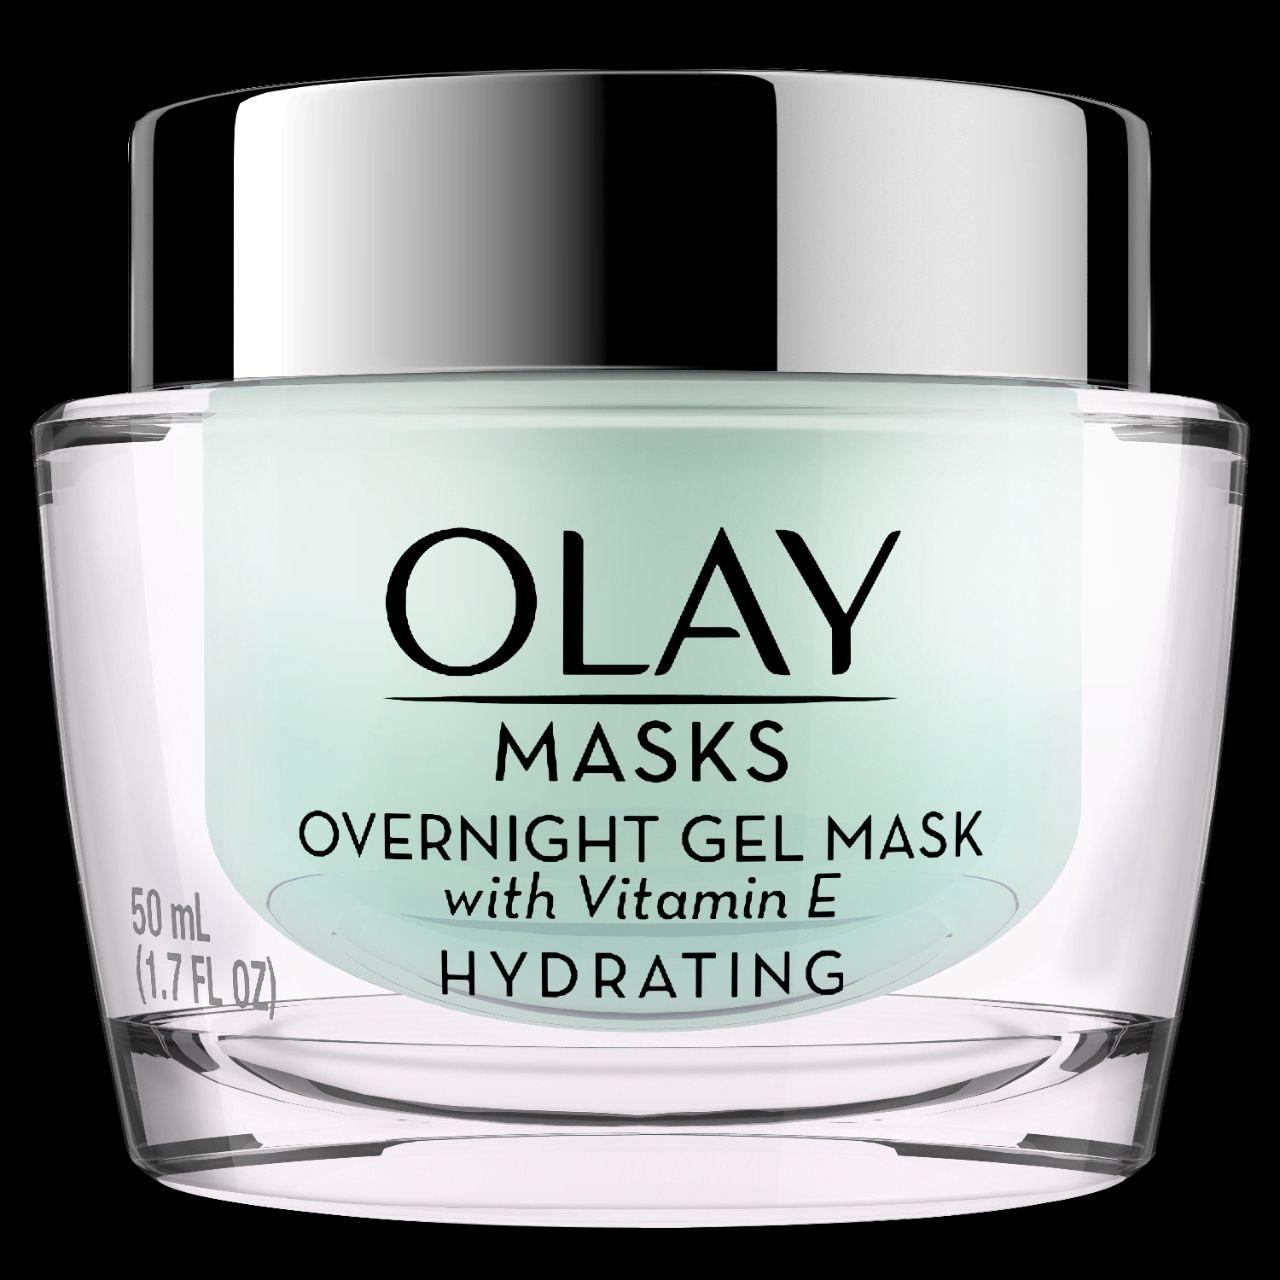 OLAY
MASKS
OVERNIGHT GEL MASK
with Vitamin E
HYDRATING
50 mL
(1.7 FL OZ)